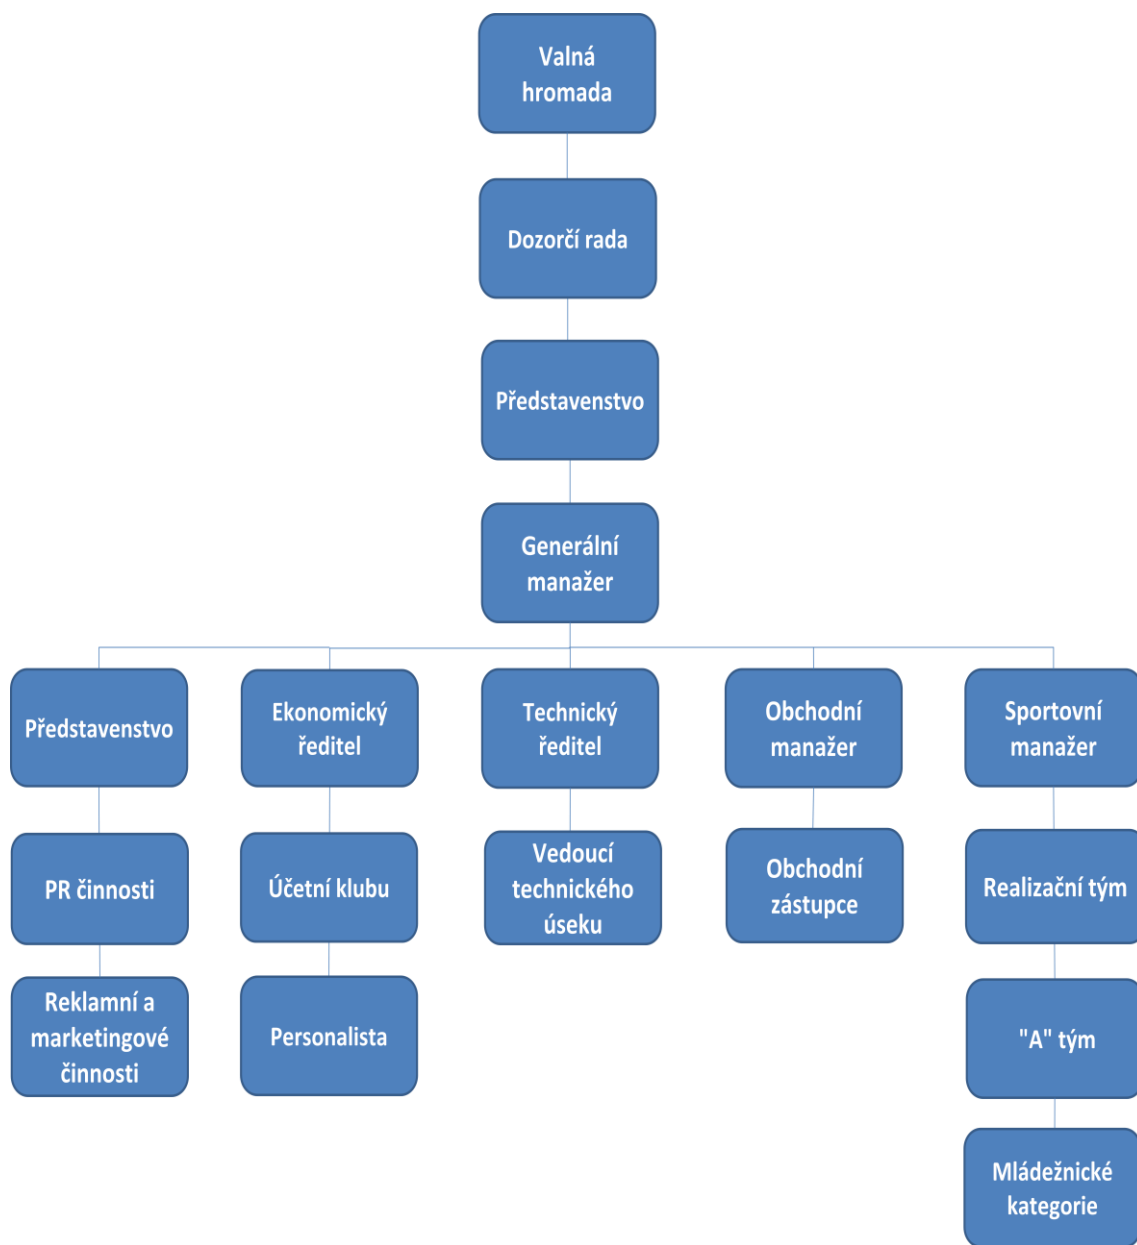 Valná
hromada
Dozorčí rada
Představenstvo
Generální
manažer
Představenstvo
Ekonomický
ředitel
Technický
ředitel
Obchodní
manažer
Sportovní
manažer
PR činnosti
Účetní klubu
Vedoucí
technického
úseku
Obchodní
zástupce
Realizační tým
Reklamní a
marketingové
činnosti
Personalista
"A" tým
Mládežnické
kategorie